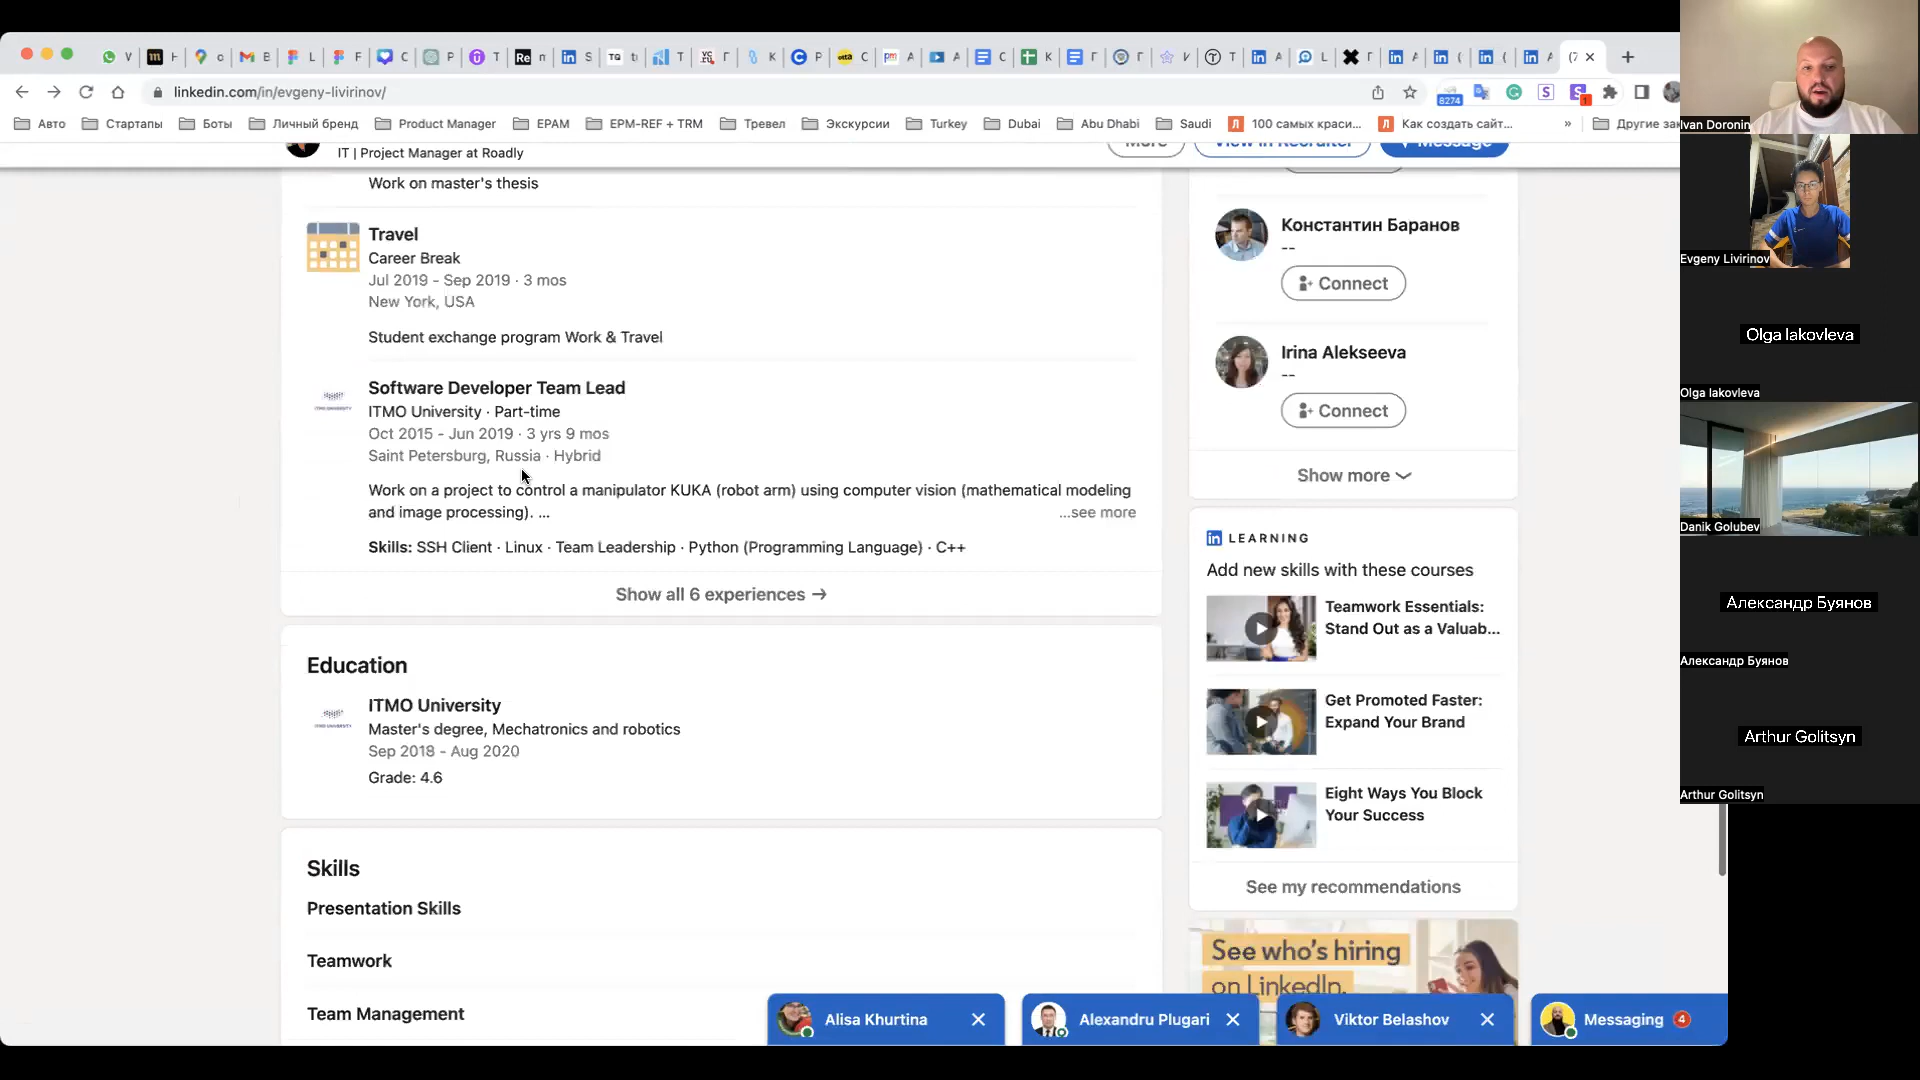 linkedin.com/in/evgeny-livirinov/
8274
1
Авто
Стартапы
Боты
Личный бренд
Product Manager
EPAM
EPM-REF + TRM
Тревел
Экскурсии
Turkey
Dubai
Abu Dhabi
Saudi
100 самых краси...
Как создать сайт...
»
Другие за
IT | Project Manager at Roadly
More
View in Recruiter
Message
Work on master's thesis
Travel
Career Break
Jul 2019 - Sep 2019 · 3 mos
New York, USA
Student exchange program Work & Travel
Software Developer Team Lead
ITMO University · Part-time
Oct 2015 - Jun 2019 · 3 yrs 9 mos
Saint Petersburg, Russia · Hybrid
Work on a project to control a manipulator KUKA (robot arm) using computer vision (mathematical modeling
and image processing). ...
...see more
Skills: SSH Client · Linux · Team Leadership · Python (Programming Language) · C++
Show all 6 experiences →
Education
ITMO University
Master's degree, Mechatronics and robotics
Sep 2018 - Aug 2020
Grade: 4.6
Skills
Presentation Skills
Teamwork
Team Management
Константин Баранов
--
Connect
Irina Alekseeva
--
Connect
Show more
in LEARNING
Add new skills with these courses
Teamwork Essentials:
Stand Out as a Valuab...
Get Promoted Faster:
Expand Your Brand
Eight Ways You Block
Your Success
See my recommendations
See who's hiring
on LinkedIn.
Alisa Khurtina
Alexandru Plugari
Viktor Belashov
Messaging 4
Ivan Doronin
Evgeny Livirinov
Olga Iakovleva
Olga Iakovleva
Danik Golubev
Александр Буянов
Александр Буянов
Arthur Golitsyn
Arthur Golitsyn